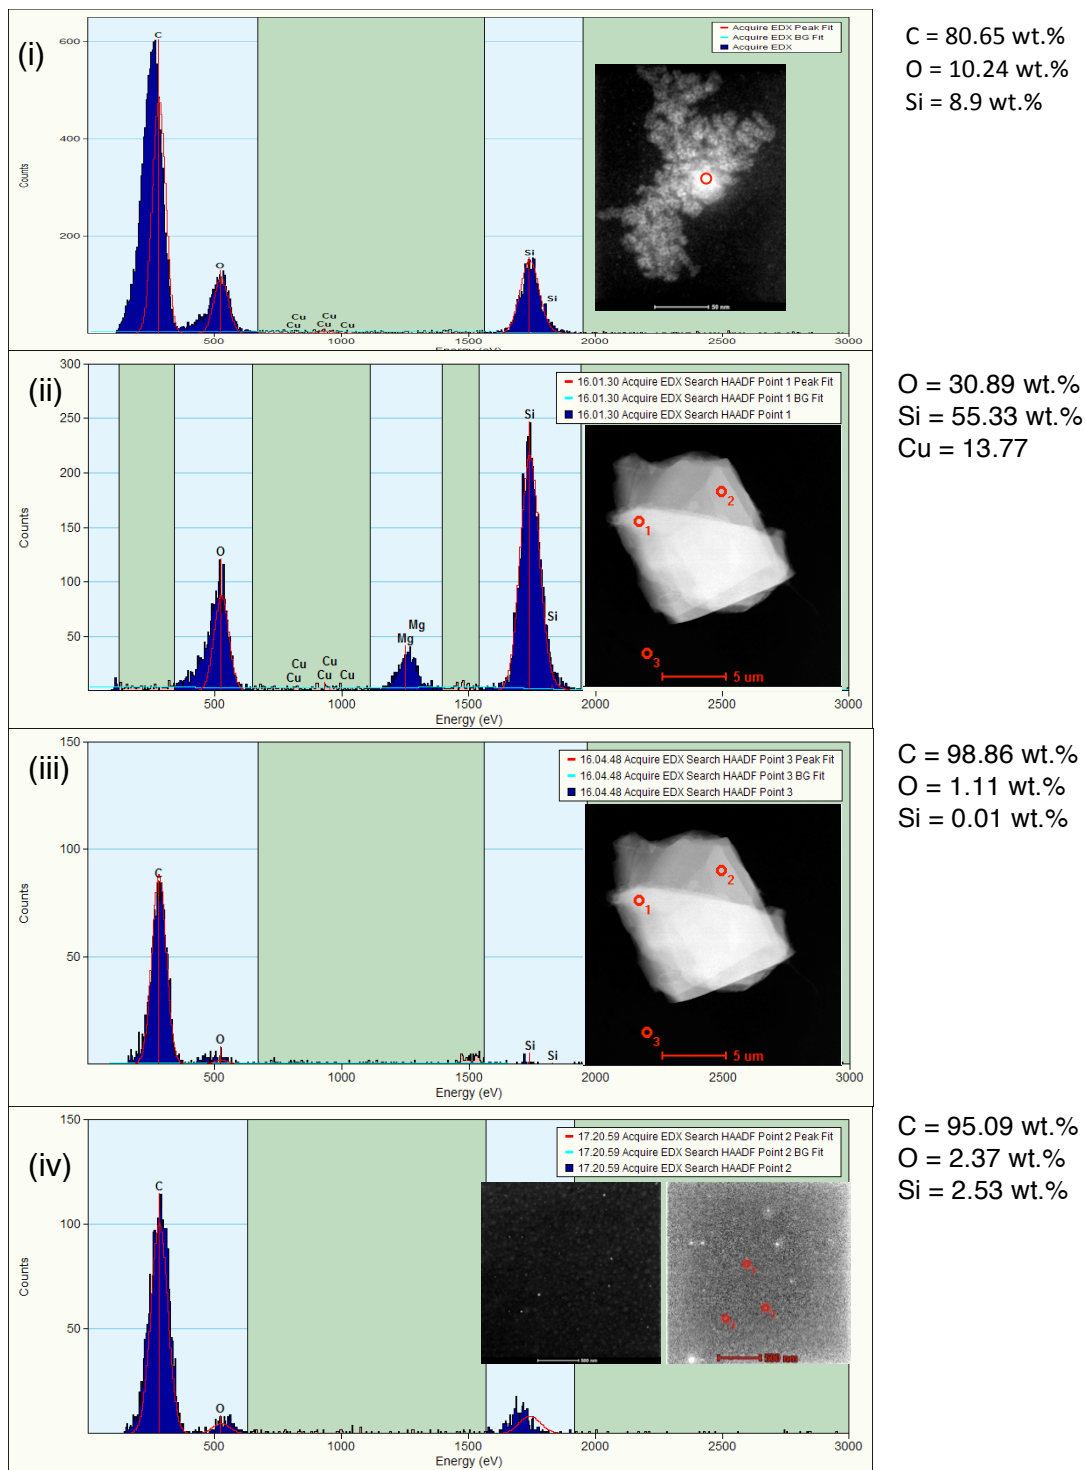 (i)
C = 80.65 wt.%
O = 10.24 wt.%
Si = 8.9 wt.%
Acquire EDX Peak Fit
Acquire EDX BG Fit
Acquire EDX
600
400
200
Counts
C
O
Cu
Cu
Cu
Cu
Cu
Si
Si
50 nm
500
1000
1500
2000
2500
3000
Energy (eV)
(ii)
O = 30.89 wt.%
Si = 55.33 wt.%
Cu = 13.77
16.01.30 Acquire EDX Search HAADF Point 1 Peak Fit
16.01.30 Acquire EDX Search HAADF Point 1 BG Fit
16.01.30 Acquire EDX Search HAADF Point 1
300
250
200
150
100
50
Counts
O
Cu
Cu
Cu
Cu
Cu
Mg
Mg
Si
Si
1
2
3
5 um
500
1000
1500
2000
2500
3000
Energy (eV)
(iii)
C = 98.86 wt.%
O = 1.11 wt.%
Si = 0.01 wt.%
16.04.48 Acquire EDX Search HAADF Point 3 Peak Fit
16.04.48 Acquire EDX Search HAADF Point 3 BG Fit
16.04.48 Acquire EDX Search HAADF Point 3
150
100
50
Counts
C
O
Si
Si
1
2
3
5 um
500
1000
1500
2000
2500
3000
Energy (eV)
(iv)
C = 95.09 wt.%
O = 2.37 wt.%
Si = 2.53 wt.%
17.20.59 Acquire EDX Search HAADF Point 2 Peak Fit
17.20.59 Acquire EDX Search HAADF Point 2 BG Fit
17.20.59 Acquire EDX Search HAADF Point 2
150
100
50
Counts
C
O
500 nm
500
1000
1500
2000
2500
3000
Energy (eV)